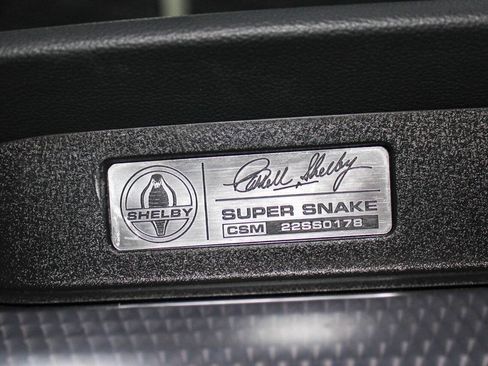 SHELBY
Carroll Shelby
SUPER SNAKE
CSM 22SS0178